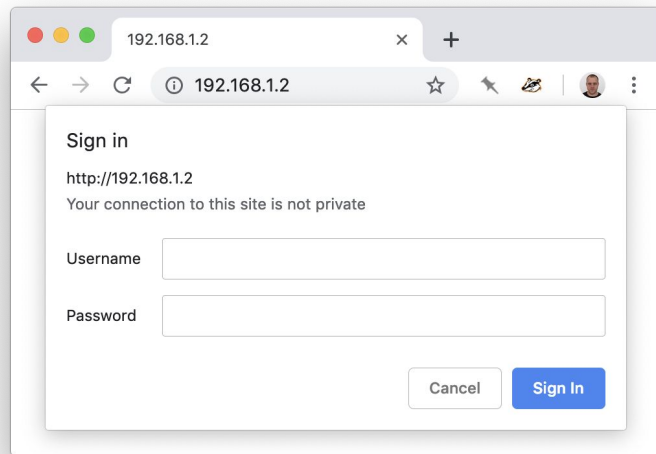 192.168.1.2
192.168.1.2
Sign in
http://192.168.1.2
Your connection to this site is not private
Username
Password
Cancel Sign In